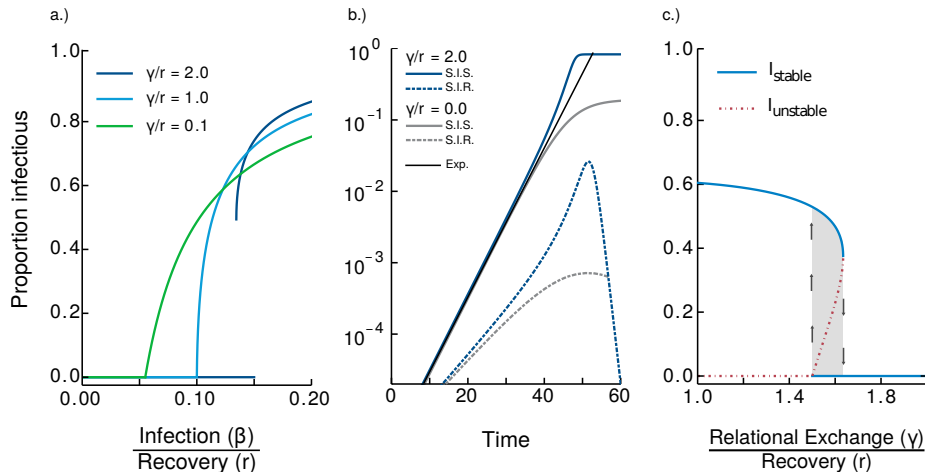 a.)
Proportion infectious
1.0
0.8
0.6
0.4
0.2
0.0
γ/r = 2.0
γ/r = 1.0
γ/r = 0.1
0.00
0.10
0.20
Infection (β)
Recovery (r)
b.)
10^0
10^-1
10^-2
10^-3
10^-4
γ/r = 2.0
S.I.S.
S.I.R.
γ/r = 0.0
S.I.S.
S.I.R.
Exp.
0
20
40
60
Time
c.)
1.0
0.8
0.6
0.4
0.2
0.0
I_stable
I_unstable
1.0
1.4
1.8
Relational Exchange (γ)
Recovery (r)